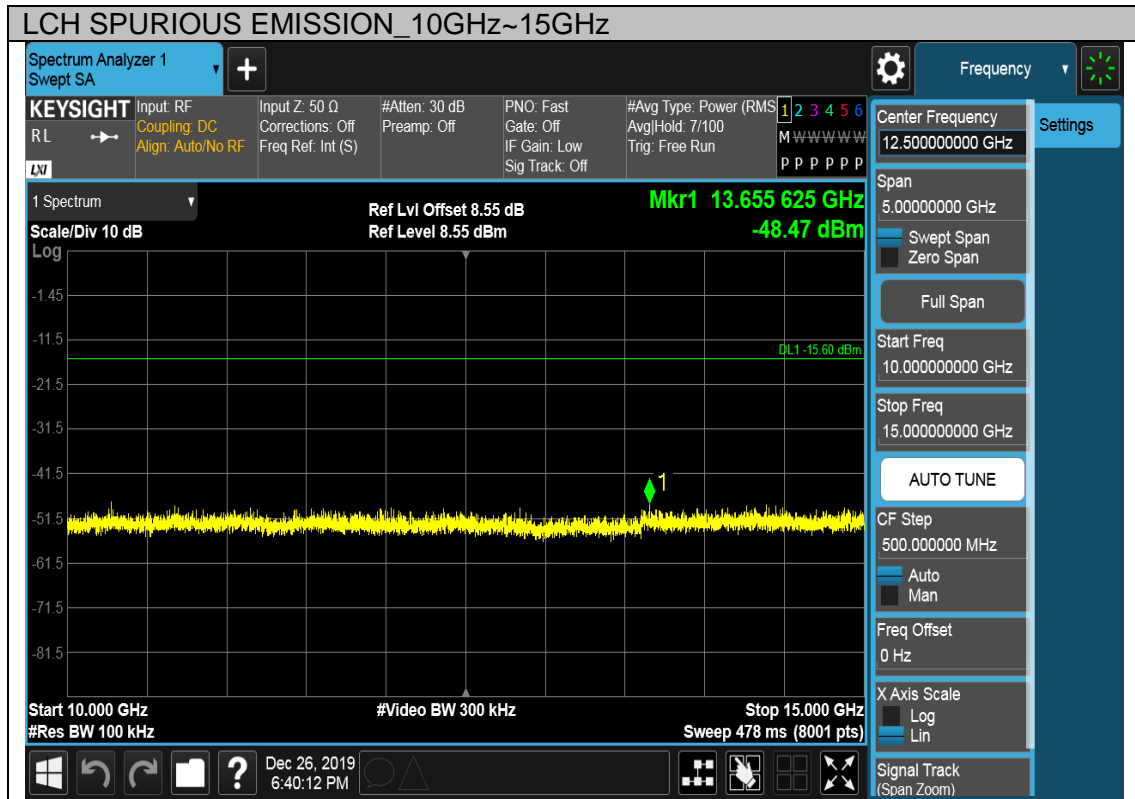 LCH SPURIOUS EMISSION_10GHz~15GHz
Spectrum Analyzer 1
Swept SA
+
Frequency
KEYSIGHT
RL
LXI
Input: RF
Coupling: DC
Align: Auto/No RF
Input Z: 50 Ω
Corrections: Off
Freq Ref: Int (S)
#Atten: 30 dB
Preamp: Off
PNO: Fast
Gate: Off
IF Gain: Low
Sig Track: Off
#Avg Type: Power (RMS
Avg|Hold: 7/100
Trig: Free Run
1 2 3 4 5 6
M W W W W W
P P P P P P
1 Spectrum
Scale/Div 10 dB
Log
Ref Lvl Offset 8.55 dB
Ref Level 8.55 dBm
Mkr1 13.655 625 GHz
-48.47 dBm
-1.45
-11.5
DL1 -15.60 dBm
-21.5
-31.5
-41.5
1
-51.5
-61.5
-71.5
-81.5
Start 10.000 GHz
#Video BW 300 kHz
Stop 15.000 GHz
#Res BW 100 kHz
Sweep 478 ms (8001 pts)
Center Frequency
12.500000000 GHz
Settings
Span
5.00000000 GHz
Swept Span
Zero Span
Full Span
Start Freq
10.000000000 GHz
Stop Freq
15.000000000 GHz
AUTO TUNE
CF Step
500.000000 MHz
Auto
Man
Freq Offset
0 Hz
X Axis Scale
Log
Lin
Signal Track
(Span Zoom)
?
Dec 26, 2019
6:40:12 PM